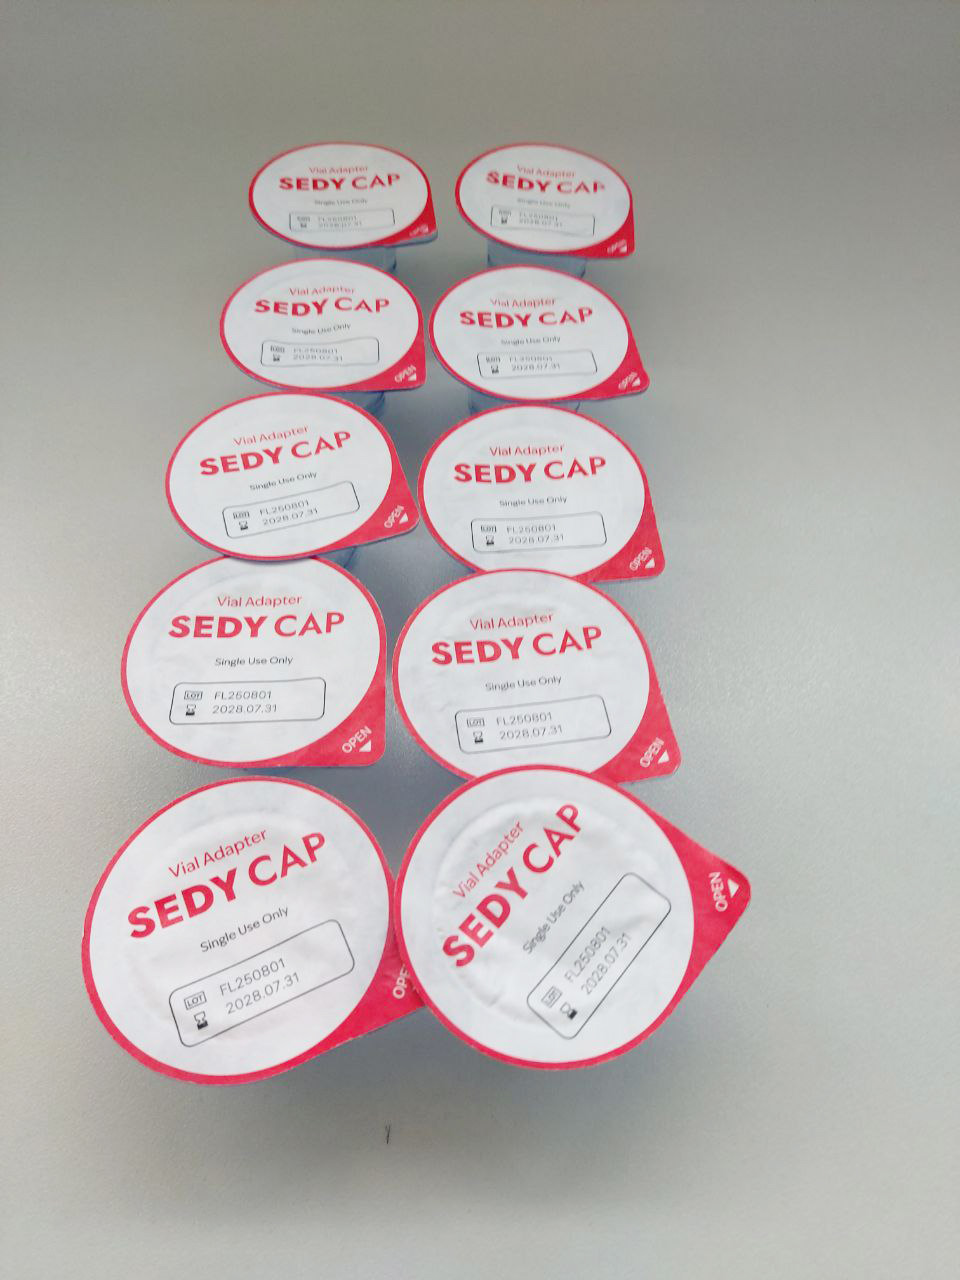 Vial Adapter
SEDY CAP
Single Use Only
LOT FL250801
2028.07.31
OPEN
Vial Adapter
SEDY CAP
Single Use Only
LOT FL250801
2028.07.31
OPEN
Vial Adapter
SEDY CAP
Single Use Only
LOT FL250801
2028.07.31
OPEN
Vial Adapter
SEDY CAP
Single Use Only
LOT FL250801
2028.07.31
OPEN
Vial Adapter
SEDY CAP
Single Use Only
LOT FL250801
2028.07.31
OPEN
Vial Adapter
SEDY CAP
Single Use Only
LOT FL250801
2028.07.31
OPEN
Vial Adapter
SEDY CAP
Single Use Only
LOT FL250801
2028.07.31
OPEN
Vial Adapter
SEDY CAP
Single Use Only
LOT FL250801
2028.07.31
OPEN
Vial Adapter
SEDY CAP
Single Use Only
LOT FL250801
2028.07.31
OPE
Vial Adapter
SEDY CAP
Single Use Only
LOT FL250801
2028.07.31
OPEN